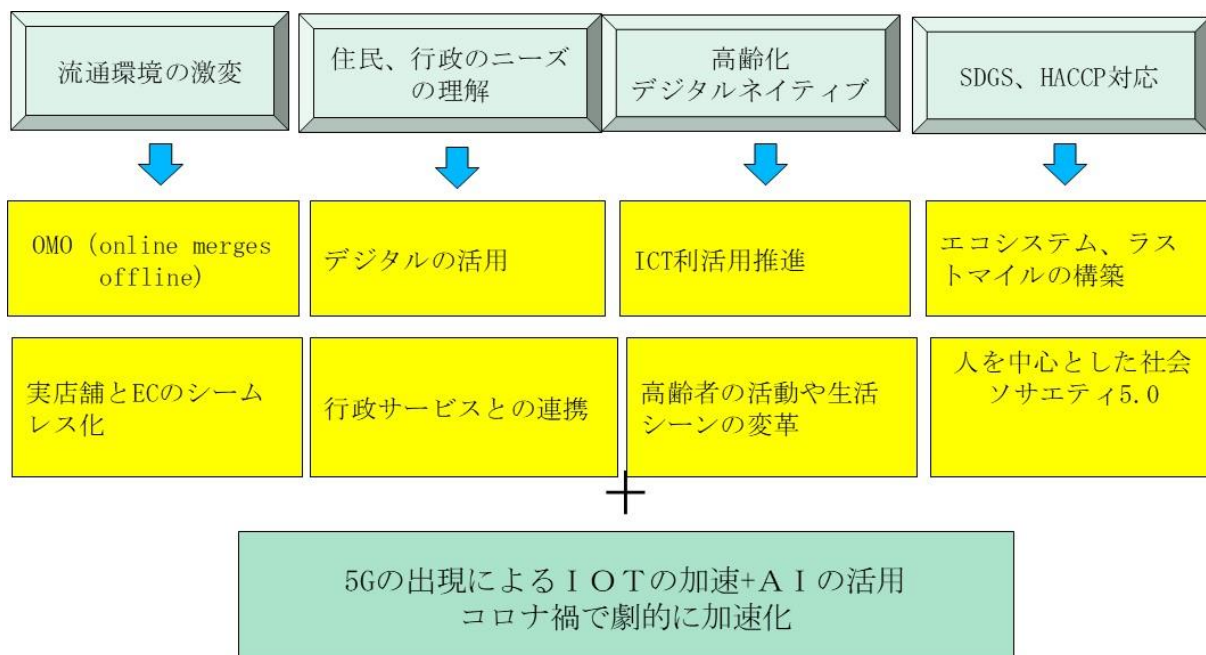 流通環境の激変
住民、行政のニーズ
の理解
高齢化
デジタルネイティブ
SDGS、HACCP対応
OMO (online merges
offline)
デジタルの活用
ICT利活用推進
エコシステム、ラス
トマイルの構築
実店舗とECのシーム
レス化
行政サービスとの連携
高齢者の活動や生活
シーンの変革
人を中心とした社会
ソサエティ5.0
+
5Gの出現によるＩＯＴの加速+ＡＩの活用
コロナ禍で劇的に加速化